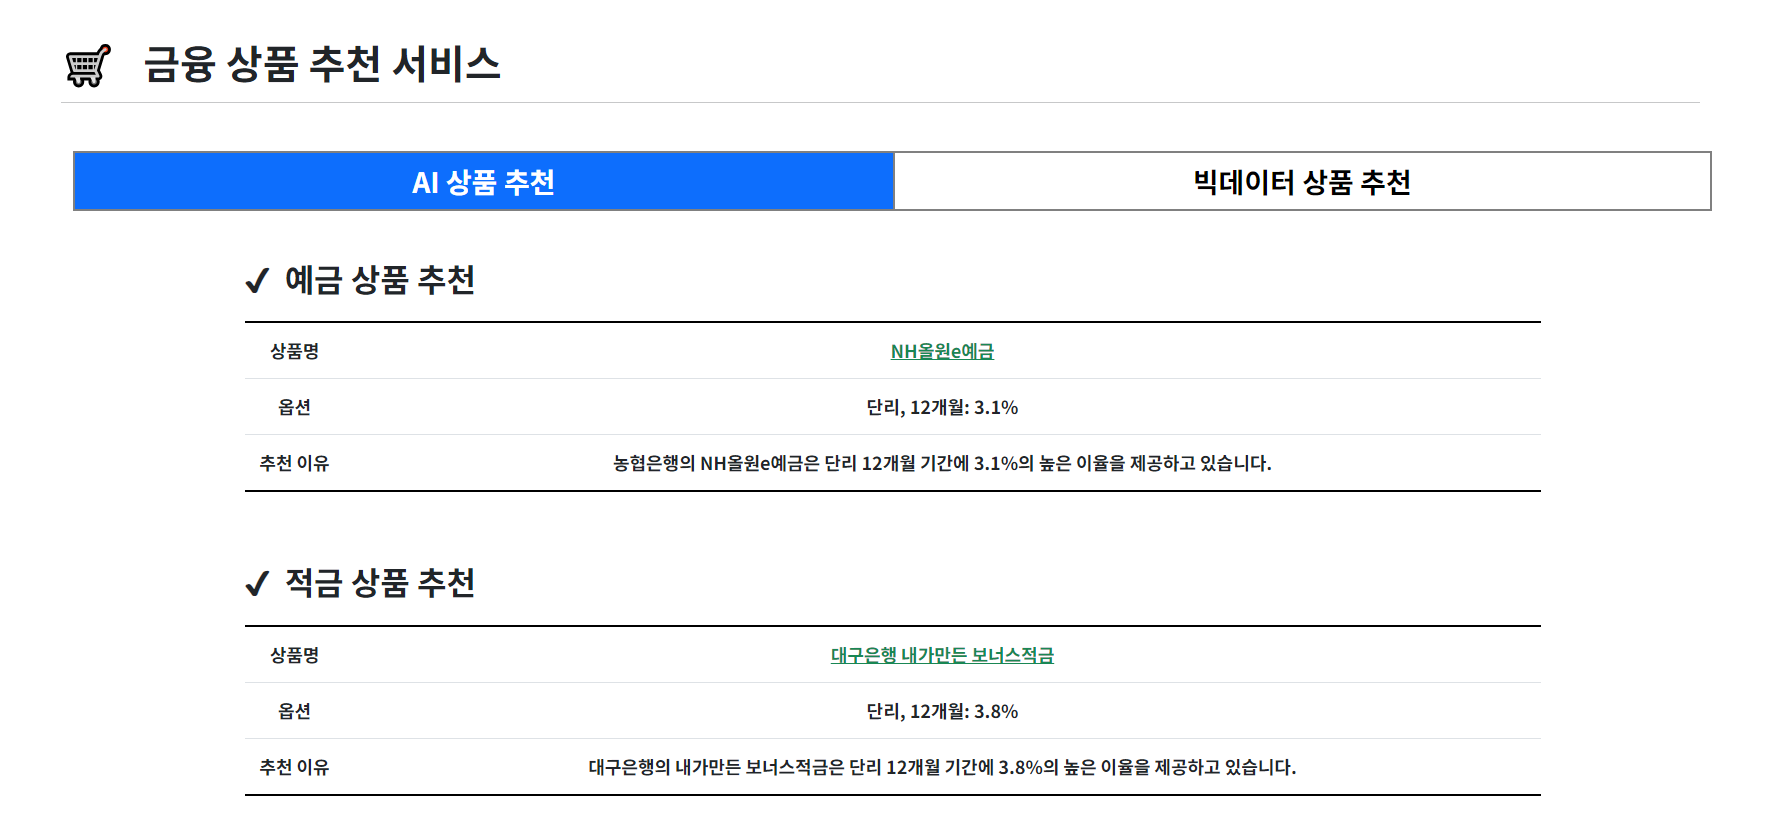 금융 상품 추천 서비스
AI 상품 추천
빅데이터 상품 추천
✔ 예금 상품 추천
상품명 NH올원e예금
옵션 단리, 12개월: 3.1%
추천 이유 농협은행의 NH올원e예금은 단리 12개월 기간에 3.1%의 높은 이율을 제공하고 있습니다.
✔ 적금 상품 추천
상품명 대구은행 내가만든 보너스적금
옵션 단리, 12개월: 3.8%
추천 이유 대구은행의 내가만든 보너스적금은 단리 12개월 기간에 3.8%의 높은 이율을 제공하고 있습니다.